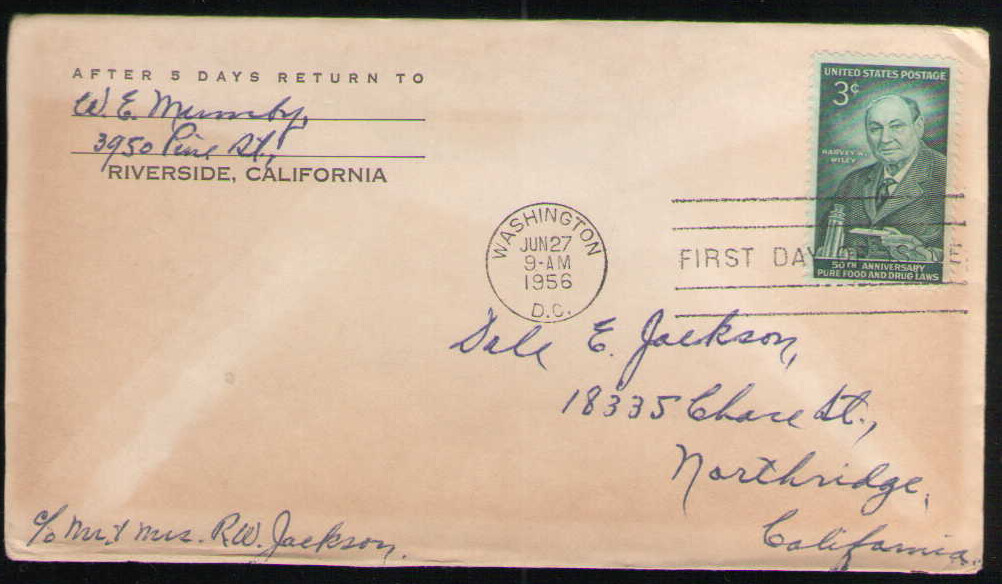 AFTER 5 DAYS RETURN TO
W. E. Mumby,
3950 Pine St.,
RIVERSIDE, CALIFORNIA
UNITED STATES POSTAGE
3¢
HARVEY W.
WILEY
50TH ANNIVERSARY
PURE FOOD AND DRUG LAWS
WASHINGTON
JUN 27
9-AM
1956
D.C.
FIRST DAY OF ISSUE
Dale E. Jackson,
18335 Chase St.,
Northridge,
California.
c/o Mr. & Mrs. R.W. Jackson.